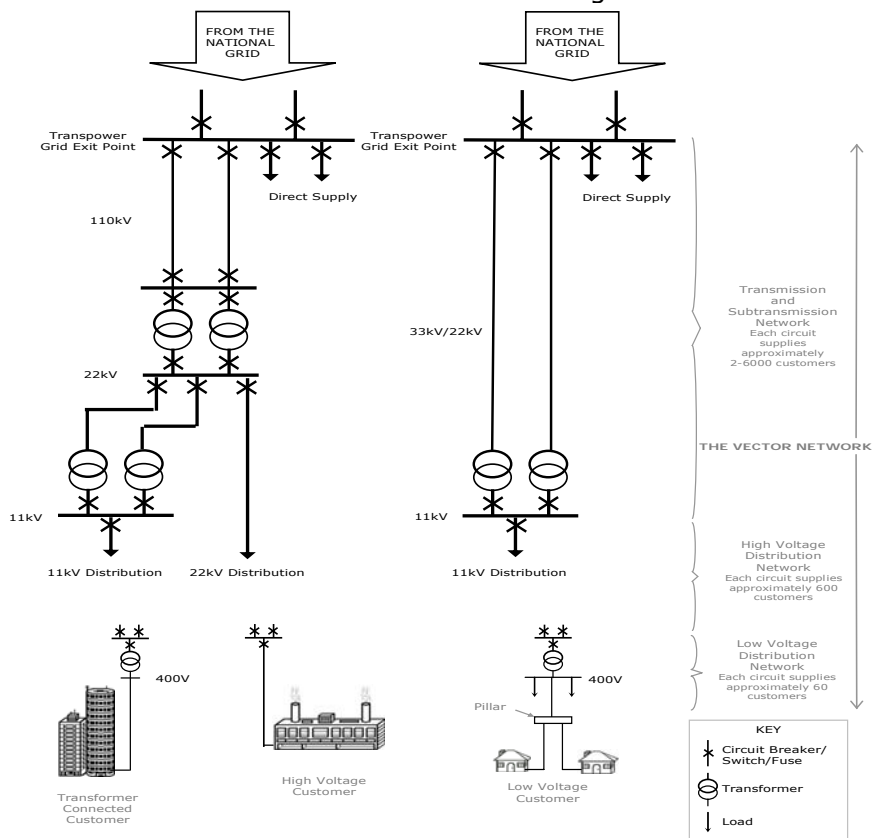 FROM THE
NATIONAL
GRID
FROM THE
NATIONAL
GRID
Transpower
Grid Exit Point
Transpower
Grid Exit Point
Direct Supply
Direct Supply
110kV
Transmission
and
Subtransmission
Network
Each circuit
supplies
approximately
2-6000 customers
33kV/22kV
22kV
THE VECTOR NETWORK
11kV
11kV
11kV Distribution
22kV Distribution
11kV Distribution
High Voltage
Distribution
Network
Each circuit supplies
approximately 600
customers
Low Voltage
Distribution
Network
Each circuit supplies
approximately 60
customers
400V
400V
Pillar
Transformer
Connected
Customer
High Voltage
Customer
Low Voltage
Customer
KEY
Circuit Breaker/
Switch/Fuse
Transformer
Load